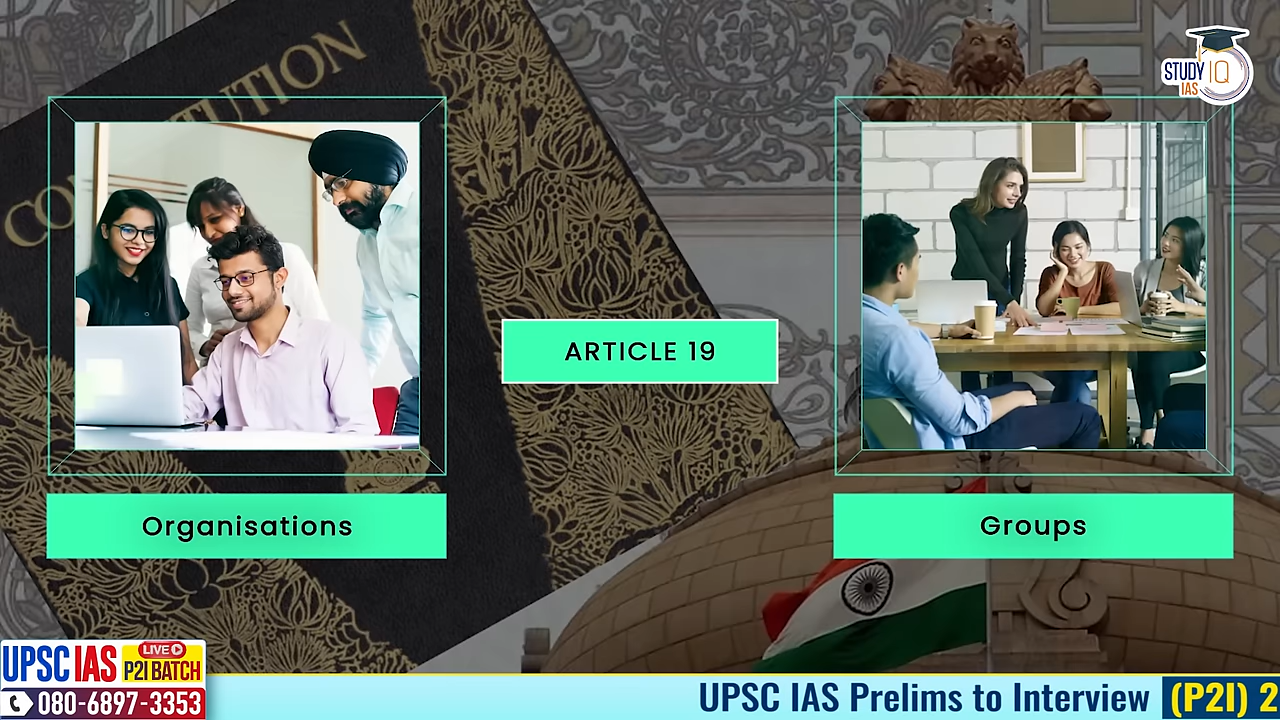 CONSTITUTION
STUDY IQ
IAS
ARTICLE 19
Organisations
Groups
UPSC IAS
LIVE
P2I BATCH
080-6897-3353
UPSC IAS Prelims to Interview (P2I) 2